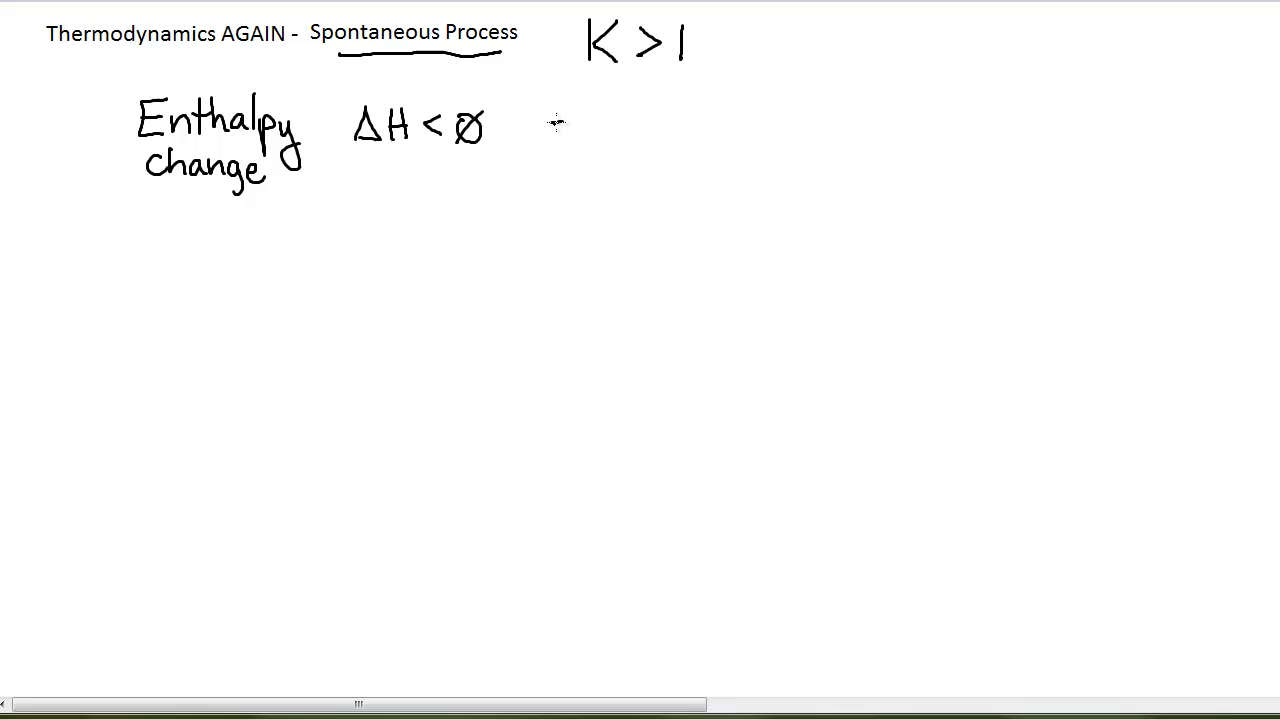 Thermodynamics AGAIN - Spontaneous Process K > 1
Enthalpy ΔH < Ø
change